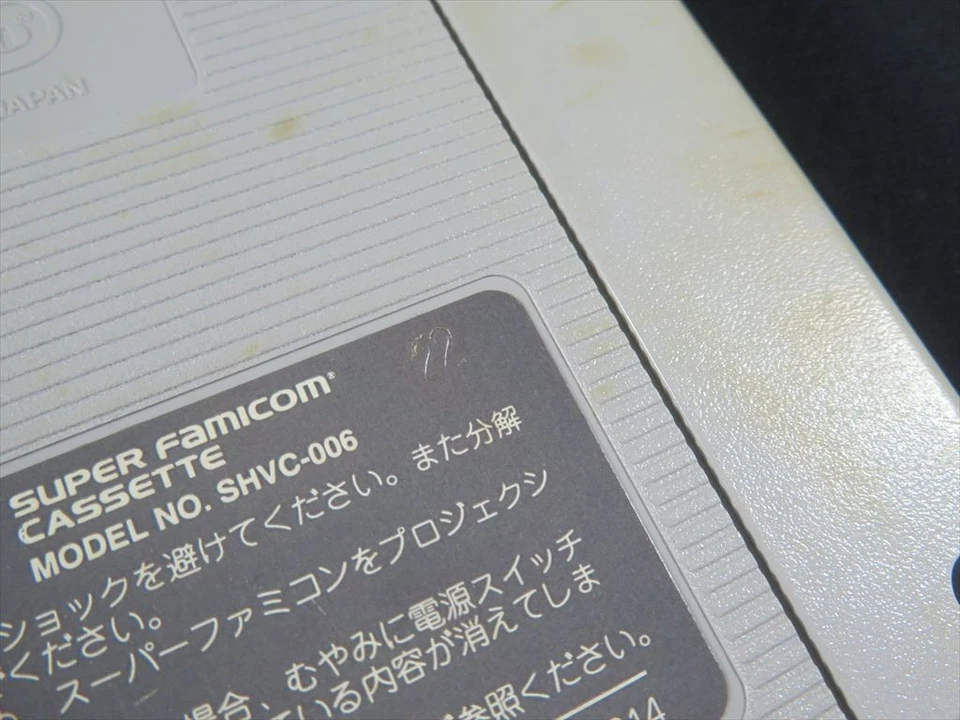 JAPAN
22
SUPER FAMICOM®
CASSETTE
MODEL NO. SHVC-006
ショックを避けてください。また分解
ください。
スーパーファミコンをプロジェクシ
場合、むやみに電源スイッチ
ている内容が消えてしま
参照ください。